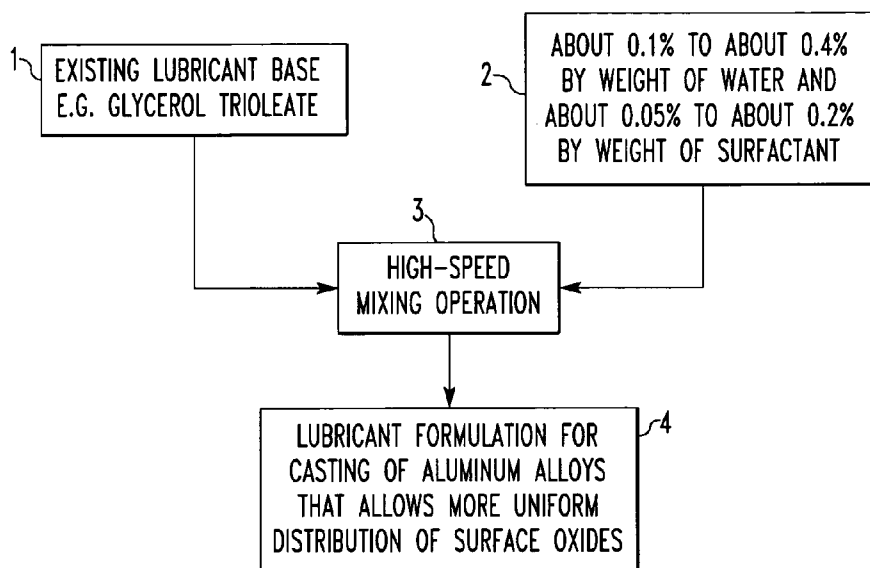 1
EXISTING LUBRICANT BASE
E.G. GLYCEROL TRIOLEATE
2
ABOUT 0.1% TO ABOUT 0.4%
BY WEIGHT OF WATER AND
ABOUT 0.05% TO ABOUT 0.2%
BY WEIGHT OF SURFACTANT
3
HIGH-SPEED
MIXING OPERATION
4
LUBRICANT FORMULATION FOR
CASTING OF ALUMINUM ALLOYS
THAT ALLOWS MORE UNIFORM
DISTRIBUTION OF SURFACE OXIDES